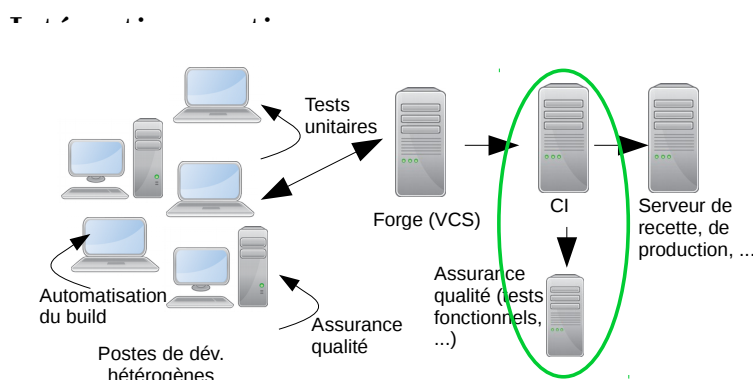 Tests
unitaires
Forge (VCS)
CI
Serveur de
recette, de
production, ...
Automatisation
du build
Assurance
qualité
Assurance
qualité (tests
fonctionnels,
...)
Postes de dév.
hétérogènes